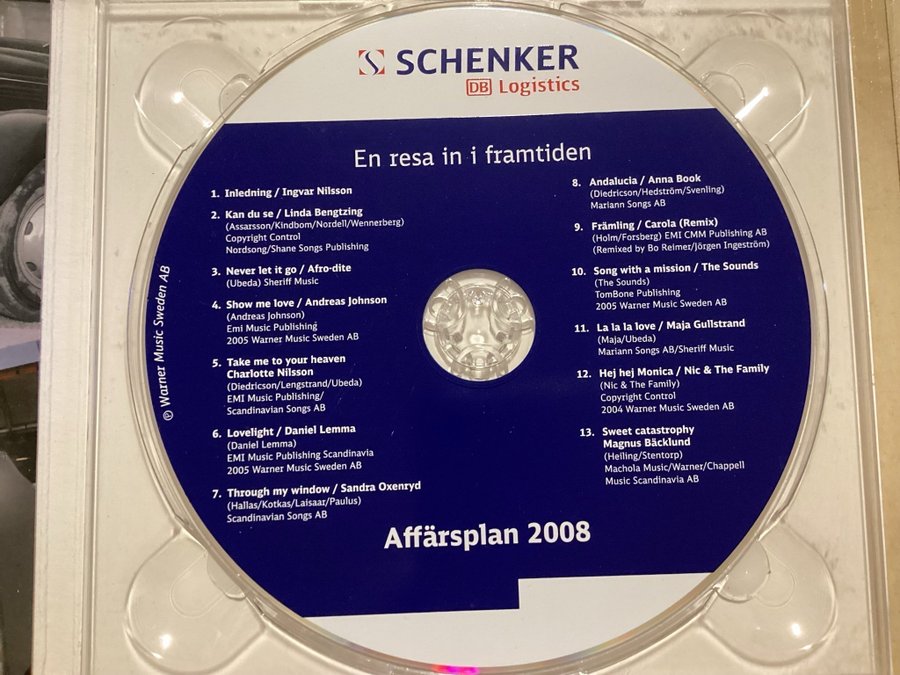 SCHENKER
DB Logistics
En resa in i framtiden
1. Inledning / Ingvar Nilsson
2. Kan du se / Linda Bengtzing
(Assarsson/Kindbom/Nordell/Wennerberg)
Copyright Control
Nordsong/Shane Songs Publishing
3. Never let it go / Afro-dite
(Ubeda) Sheriff Music
4. Show me love / Andreas Johnson
(Andreas Johnson)
Emi Music Publishing
2005 Warner Music Sweden AB
5. Take me to your heaven
Charlotte Nilsson
(Diedricson/Lengstrand/Ubeda)
EMI Music Publishing/
Scandinavian Songs AB
6. Lovelight / Daniel Lemma
(Daniel Lemma)
EMI Music Publishing Scandinavia
2005 Warner Music Sweden AB
7. Through my window / Sandra Oxenryd
(Hallas/Kotkas/Laisaar/Paulus)
Scandinavian Songs AB
8. Andalucia / Anna Book
(Diedricson/Hedström/Svenling)
Mariann Songs AB
9. Främling / Carola (Remix)
(Holm/Forsberg) EMI CMM Publishing AB
(Remixed by Bo Reimer/Jörgen Ingeström)
10. Song with a mission / The Sounds
(The Sounds)
TomBone Publishing
2005 Warner Music Sweden AB
11. La la la love / Maja Gullstrand
(Maja/Ubeda)
Mariann Songs AB/Sheriff Music
12. Hej hej Monica / Nic & The Family
(Nic & The Family)
Copyright Control
2004 Warner Music Sweden AB
13. Sweet catastrophy
Magnus Bäcklund
(Heiling/Stentorp)
Machola Music/Warner/Chappell
Music Scandinavia AB
Affärsplan 2008
℗ Warner Music Sweden AB